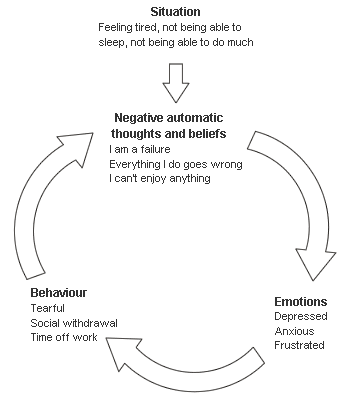 Situation
Feeling tired, not being able to
sleep, not being able to do much
Negative automatic
thoughts and beliefs
I am a failure
Everything I do goes wrong
I can't enjoy anything
Emotions
Depressed
Anxious
Frustrated
Behaviour
Tearful
Social withdrawal
Time off work